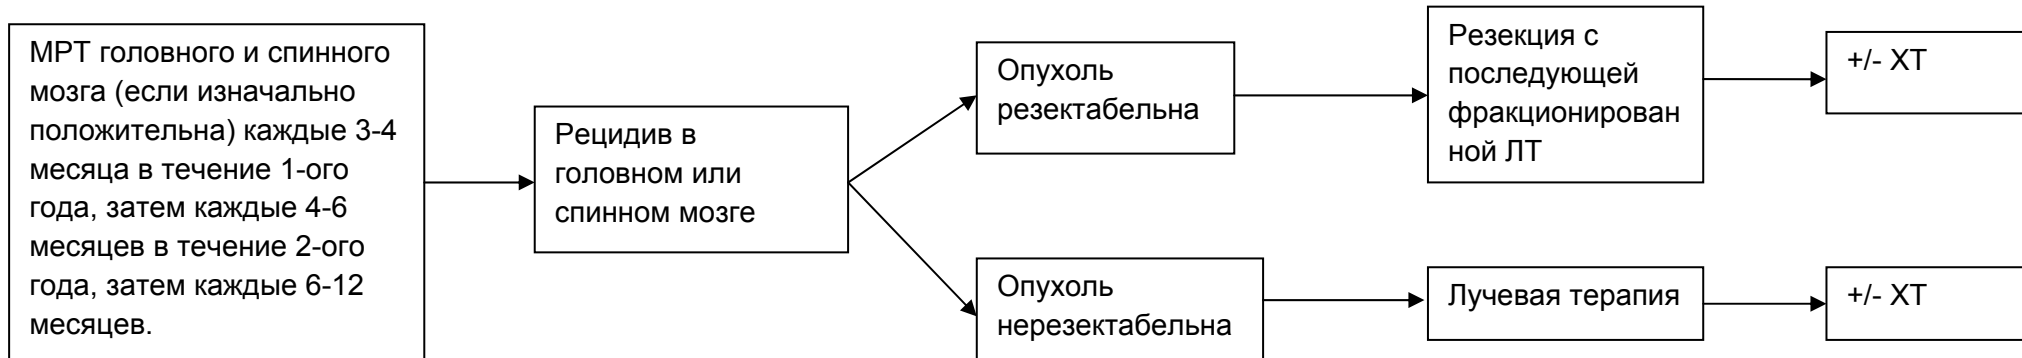 МРТ головного и спинного
мозга (если изначально
положительна) каждые 3-4
месяца в течение 1-ого
года, затем каждые 4-6
месяцев в течение 2-ого
года, затем каждые 6-12
месяцев.
Рецидив в
головном или
спинном мозге
Опухоль
резектабельна
Резекция с
последующей
фракционирован
ной ЛТ
+/- ХТ
Опухоль
нерезектабельна
Лучевая терапия
+/- ХТ